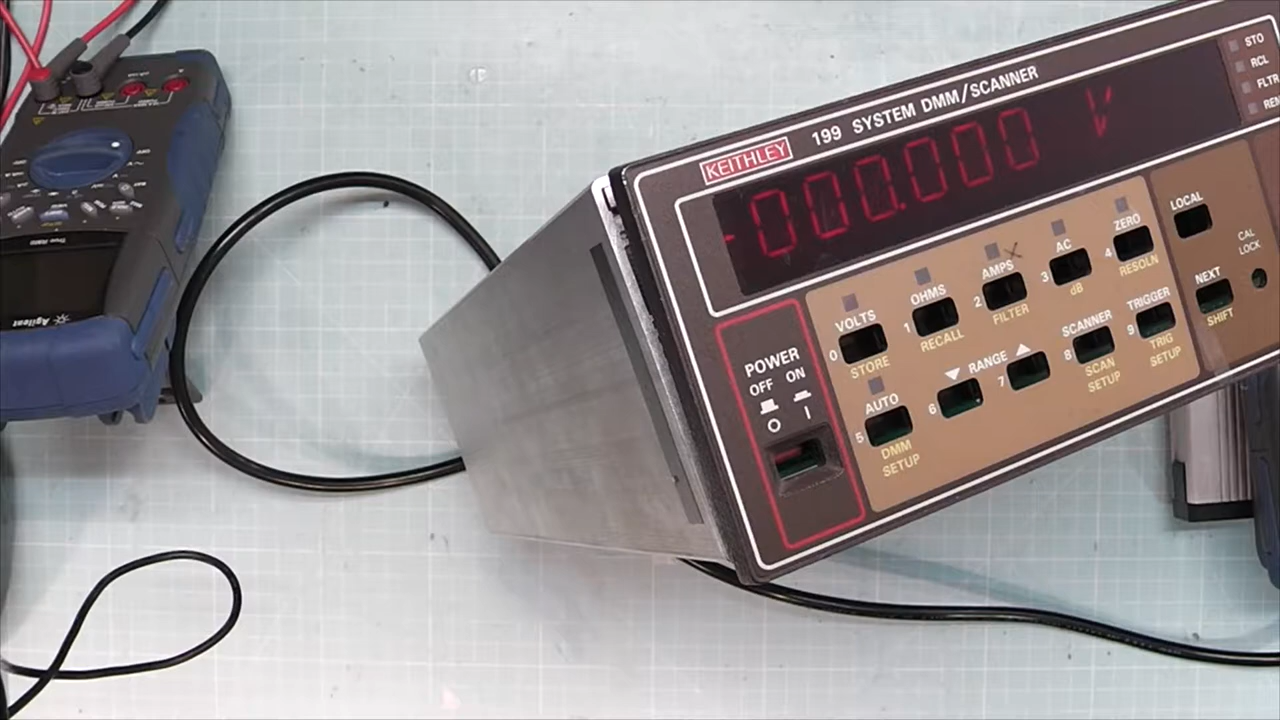 KEITHLEY 199 SYSTEM DMM/SCANNER
-000.000 V
STO
RCL
FLTR
POWER
OFF ON
O I
0 VOLTS STORE
1 OHMS RECALL
2 AMPS FILTER
3 AC dB
4 ZERO RESOLN
5 AUTO DMM SETUP
6 RANGE 7
8 SCANNER SCAN SETUP
9 TRIGGER TRIG SETUP
LOCAL
NEXT
SHIFT
CAL
LOCK
Agilent
True RMS